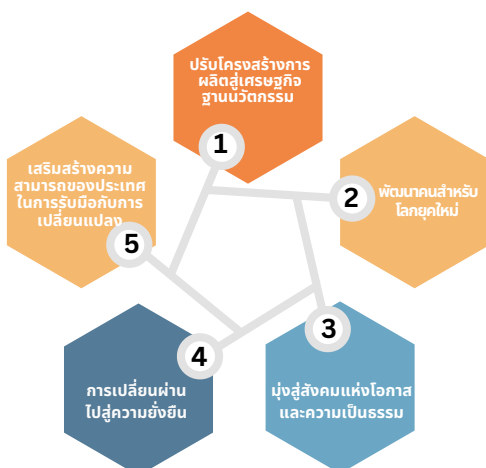 ปรับโครงสร้างการ
ผลิตสู่เศรษฐกิจ
ฐานนวัตกรรม
1
2
พัฒนาคนสำหรับ
โลกยุคใหม่
3
มุ่งสู่สังคมแห่งโอกาส
และความเป็นธรรม
4
การเปลี่ยนผ่าน
ไปสู่ความยั่งยืน
5
เสริมสร้างความ
สามารถของประเทศ
ในการรับมือกับการ
เปลี่ยนแปลง